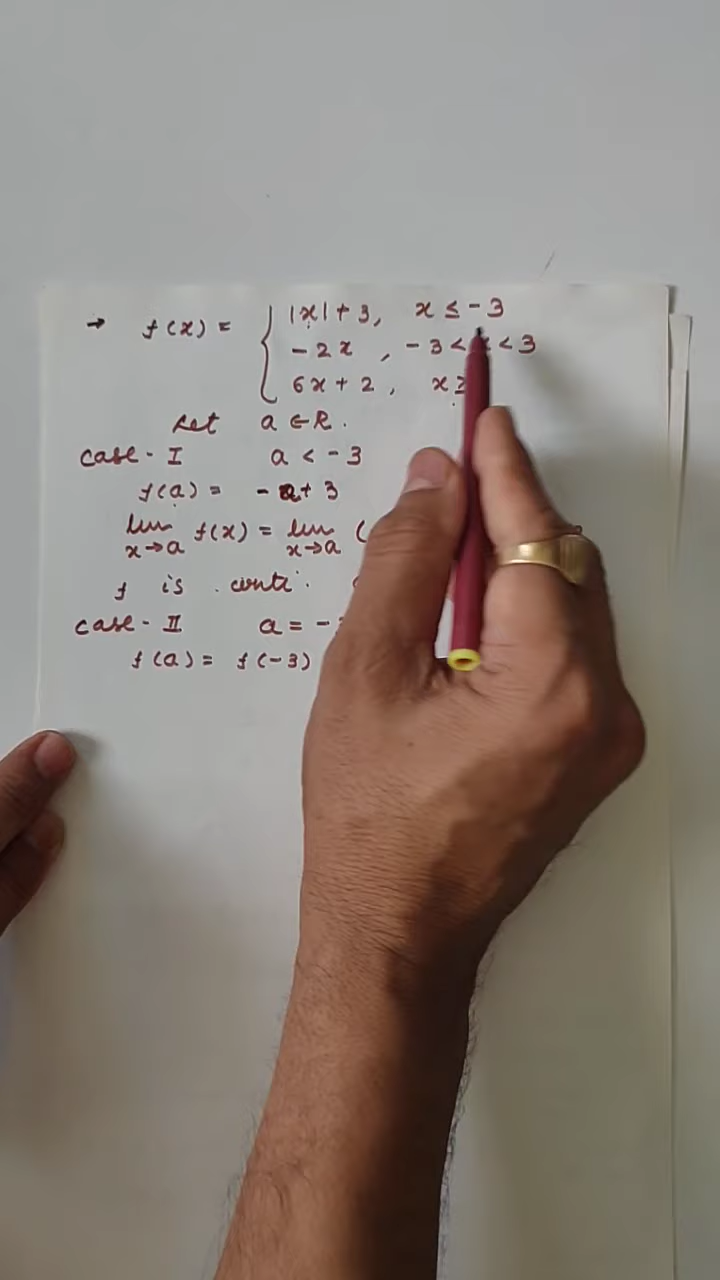 → f(x) = { |x| + 3, x ≤ -3
-2x , -3 < x < 3
6x + 2 , x ≥
Let a ∈ R.
case - I a < -3
f(a) = -a + 3
lim x→a f(x) = lim x→a (
f is conti.
case - II a = -
f(a) = f(-3)